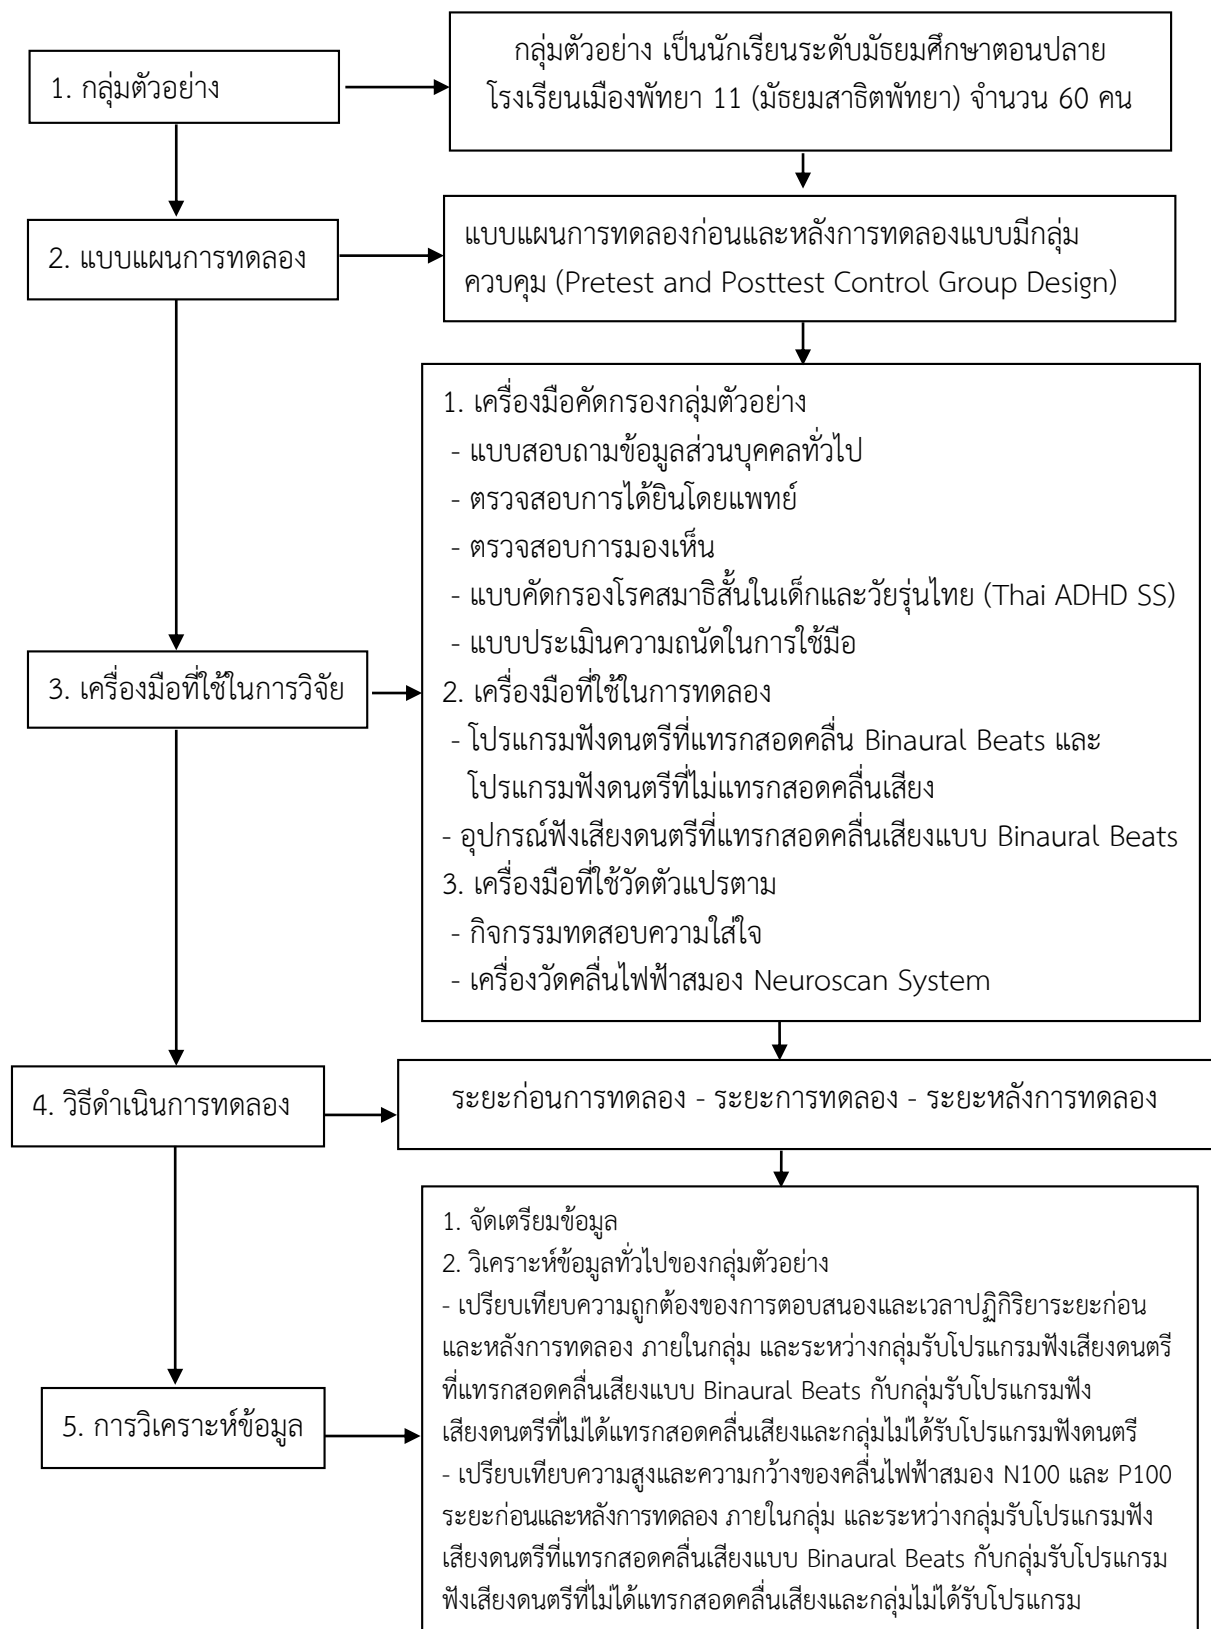 1. กลุ่มตัวอย่าง
กลุ่มตัวอย่าง เป็นนักเรียนระดับมัธยมศึกษาตอนปลาย
โรงเรียนเมืองพัทยา 11 (มัธยมสาธิตพัทยา) จำนวน 60 คน
2. แบบแผนการทดลอง
แบบแผนการทดลองก่อนและหลังการทดลองแบบมีกลุ่ม
ควบคุม (Pretest and Posttest Control Group Design)
3. เครื่องมือที่ใช้ในการวิจัย
1. เครื่องมือคัดกรองกลุ่มตัวอย่าง
- แบบสอบถามข้อมูลส่วนบุคคลทั่วไป
- ตรวจสอบการได้ยินโดยแพทย์
- ตรวจสอบการมองเห็น
- แบบคัดกรองโรคสมาธิสั้นในเด็กและวัยรุ่นไทย (Thai ADHD SS)
- แบบประเมินความถนัดในการใช้มือ
2. เครื่องมือที่ใช้ในการทดลอง
- โปรแกรมฟังดนตรีที่แทรกสอดคลื่น Binaural Beats และ
โปรแกรมฟังดนตรีที่ไม่แทรกสอดคลื่นเสียง
- อุปกรณ์ฟังเสียงดนตรีที่แทรกสอดคลื่นเสียงแบบ Binaural Beats
3. เครื่องมือที่ใช้วัดตัวแปรตาม
- กิจกรรมทดสอบความใส่ใจ
- เครื่องวัดคลื่นไฟฟ้าสมอง Neuroscan System
4. วิธีดำเนินการทดลอง
ระยะก่อนการทดลอง - ระยะการทดลอง - ระยะหลังการทดลอง
5. การวิเคราะห์ข้อมูล
1. จัดเตรียมข้อมูล
2. วิเคราะห์ข้อมูลทั่วไปของกลุ่มตัวอย่าง
- เปรียบเทียบความถูกต้องของการตอบสนองและเวลาปฏิกิริยาระยะก่อน
และหลังการทดลอง ภายในกลุ่ม และระหว่างกลุ่มรับโปรแกรมฟังเสียงดนตรี
ที่แทรกสอดคลื่นเสียงแบบ Binaural Beats กับกลุ่มรับโปรแกรมฟัง
เสียงดนตรีที่ไม่ได้แทรกสอดคลื่นเสียงและกลุ่มไม่ได้รับโปรแกรมฟังดนตรี
- เปรียบเทียบความสูงและความกว้างของคลื่นไฟฟ้าสมอง N100 และ P100
ระยะก่อนและหลังการทดลอง ภายในกลุ่ม และระหว่างกลุ่มรับโปรแกรมฟัง
เสียงดนตรีที่แทรกสอดคลื่นเสียงแบบ Binaural Beats กับกลุ่มรับโปรแกรม
ฟังเสียงดนตรีที่ไม่ได้แทรกสอดคลื่นเสียงและกลุ่มไม่ได้รับโปรแกรม